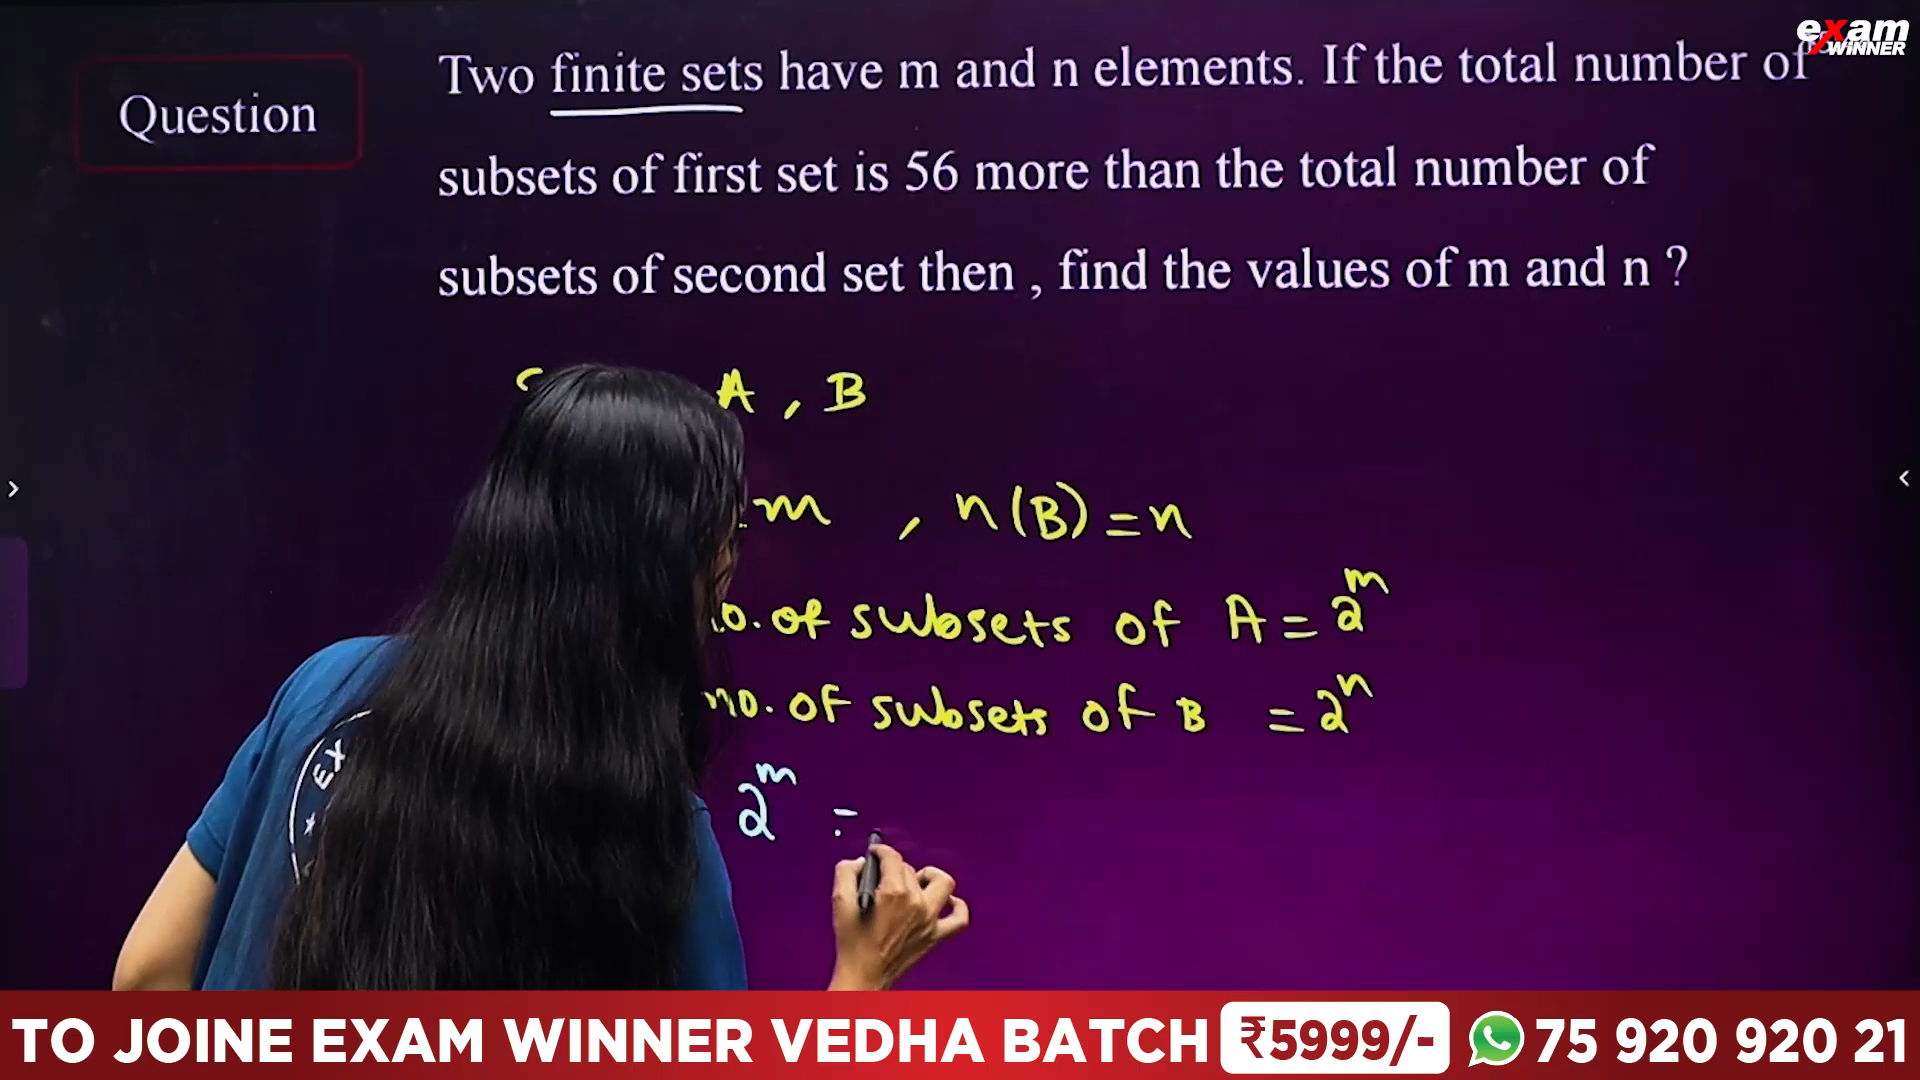 exam
WINNER
Question
Two finite sets have m and n elements. If the total number of
subsets of first set is 56 more than the total number of
subsets of second set then , find the values of m and n ?
A , B
m , n(B) = n
no. of subsets of A = 2^m
no. of subsets of B = 2^n
2^m =
EX
TO JOINE EXAM WINNER VEDHA BATCH ₹5999/- 75 920 920 21